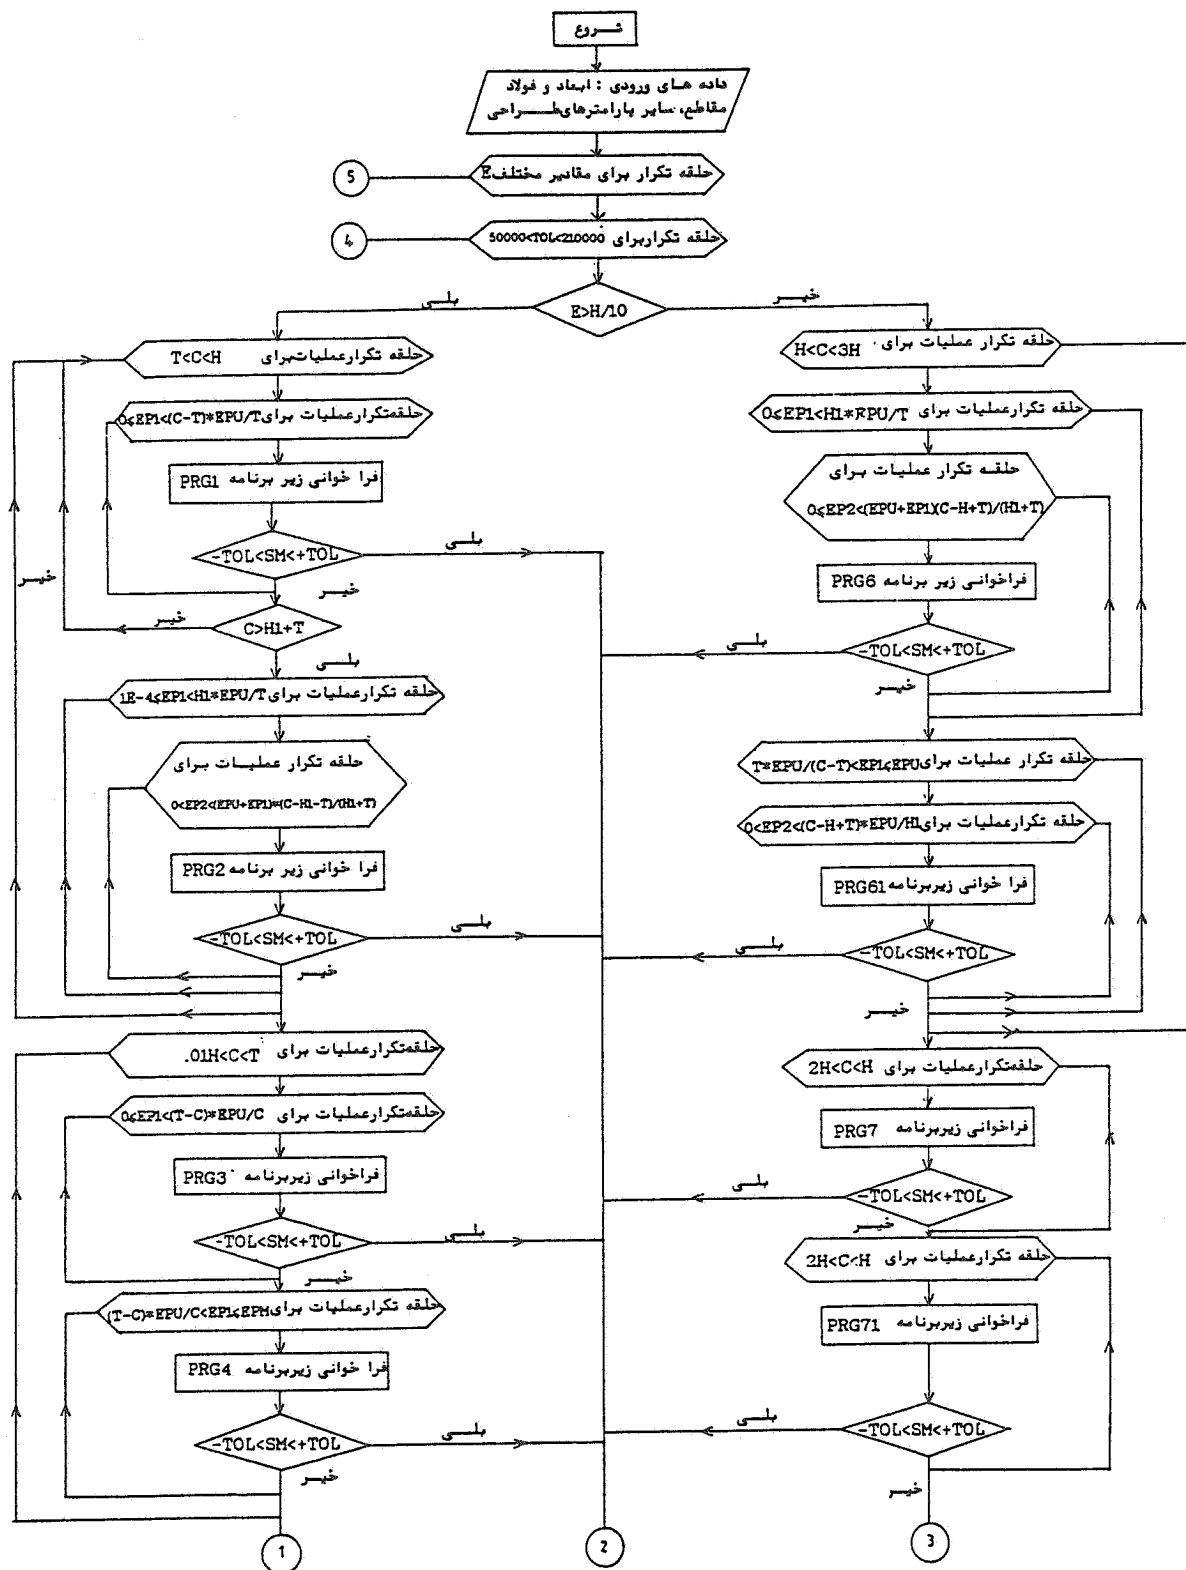 شروع
داده های ورودی : ابعاد و فولاد
مقاطع، سایر پارامترهای طراحی
5
حلقه تکرار برای مقادیر مختلف E
4
حلقه تکرار برای 50000<TOL<210000
E>H/10
بلی
خیر
حلقه تکرار عملیات برای T<C<H
حلقه تکرار عملیات برای 0≤EP1<(C-T)*EPU/T
فرا خوانی زیر برنامه PRG1
-TOL<SM<+TOL
بلی
خیر
خیر
C>H1+T
خیر
بلی
حلقه تکرار عملیات برای 1E-4≤EP1<H1*EPU/T
حلقه تکرار عملیات برای
0<EP2<(EPU+EP1)*(C-H1-T)/(H1+T)
فرا خوانی زیر برنامه PRG2
-TOL<SM<+TOL
بلی
خیر
حلقه تکرار عملیات برای .01H<C<T
حلقه تکرار عملیات برای 0≤EP1<(T-C)*EPU/C
فراخوانی زیربرنامه PRG3
-TOL<SM<+TOL
بلی
خیر
حلقه تکرار عملیات برای (T-C)*EPU/C<EP1≤EPM
فرا خوانی زیربرنامه PRG4
-TOL<SM<+TOL
بلی
خیر
1
2
حلقه تکرار عملیات برای H<C<3H
حلقه تکرار عملیات برای 0≤EP1<H1*EPU/T
حلقه تکرار عملیات برای
0≤EP2<(EPU+EP1)(C-H+T)/(H1+T)
فراخوانی زیر برنامه PRG6
-TOL<SM<+TOL
بلی
خیر
حلقه تکرار عملیات برای T*EPU/(C-T)<EP1≤EPU
حلقه تکرار عملیات برای 0<EP2<(C-H+T)*EPU/H1
فرا خوانی زیربرنامه PRG61
-TOL<SM<+TOL
بلی
خیر
حلقه تکرار عملیات برای 2H<C<H
فراخوانی زیربرنامه PRG7
-TOL<SM<+TOL
بلی
خیر
حلقه تکرار عملیات برای 2H<C<H
فراخوانی زیربرنامه PRG71
-TOL<SM<+TOL
بلی
خیر
3